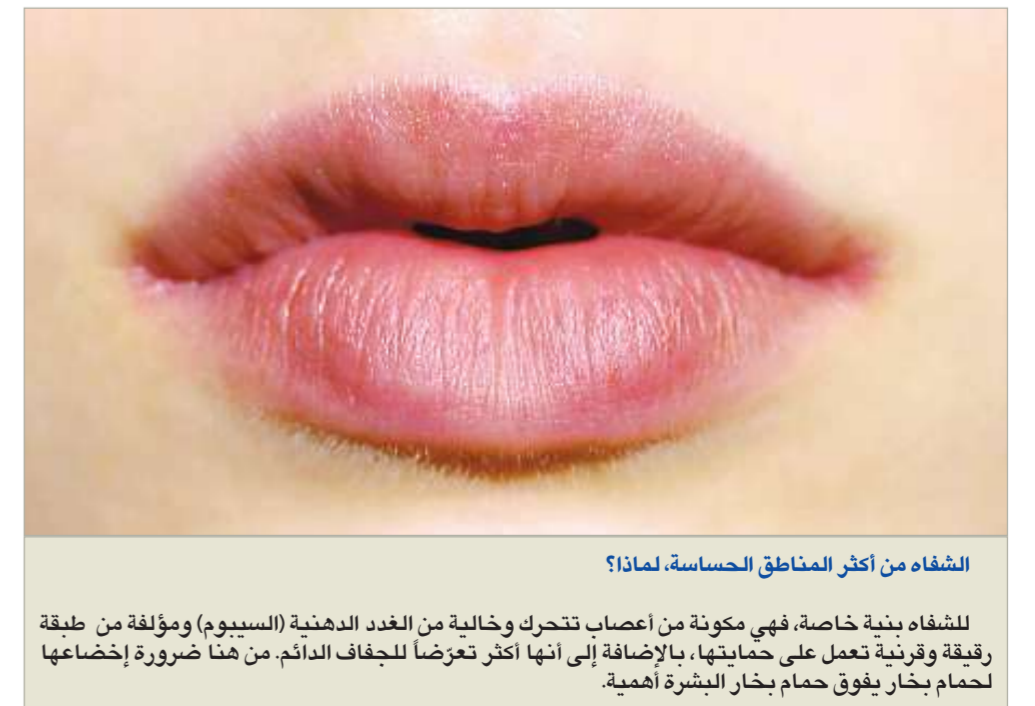 الشفاه من أكثر المناطق الحساسة، لماذا؟
للشفاه بنية خاصة، فهي مكونة من أعصاب تتحرك وخالية من الغدد الدهنية (السيبوم) ومؤلفة من طبقة
رقيقة وقرنية تعمل على حمايتها، بالإضافة إلى أنها أكثر تعرّضاً للجفاف الدائم. من هنا ضرورة إخضاعها
لحمام بخار يفوق حمام بخار البشرة أهمية.